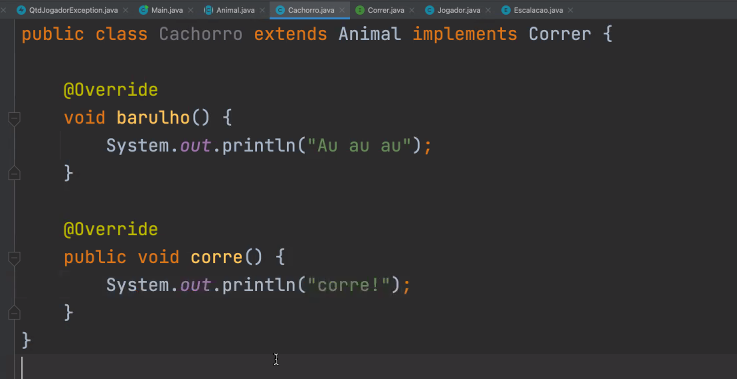 QtdJogadorException.java Main.java Animal.java Cachorro.java Correr.java Jogador.java Escalacao.java
public class Cachorro extends Animal implements Correr {
@Override
void barulho() {
System.out.println("Au au au");
}
@Override
public void corre() {
System.out.println("corre!");
}
}